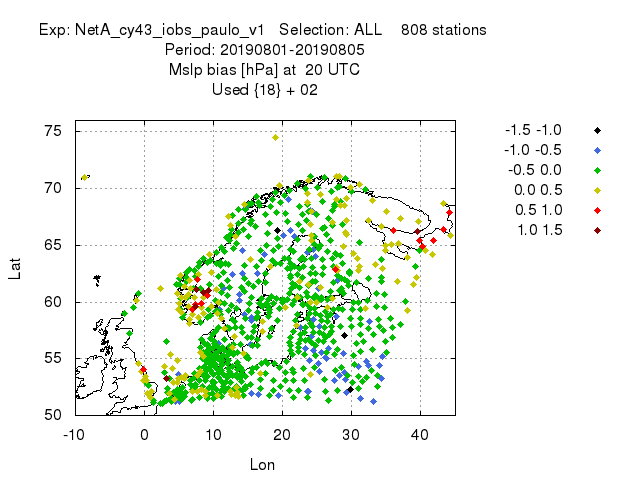 Exp: NetA_cy43_iobs_paulo_v1 Selection: ALL 808 stations
Period: 20190801-20190805
Mslp bias [hPa] at 20 UTC
Used {18} + 02
75
70
65
60
55
50
Lat
-10 0 10 20 30 40
Lon
-1.5 -1.0
-1.0 -0.5
-0.5 0.0
0.0 0.5
0.5 1.0
1.0 1.5